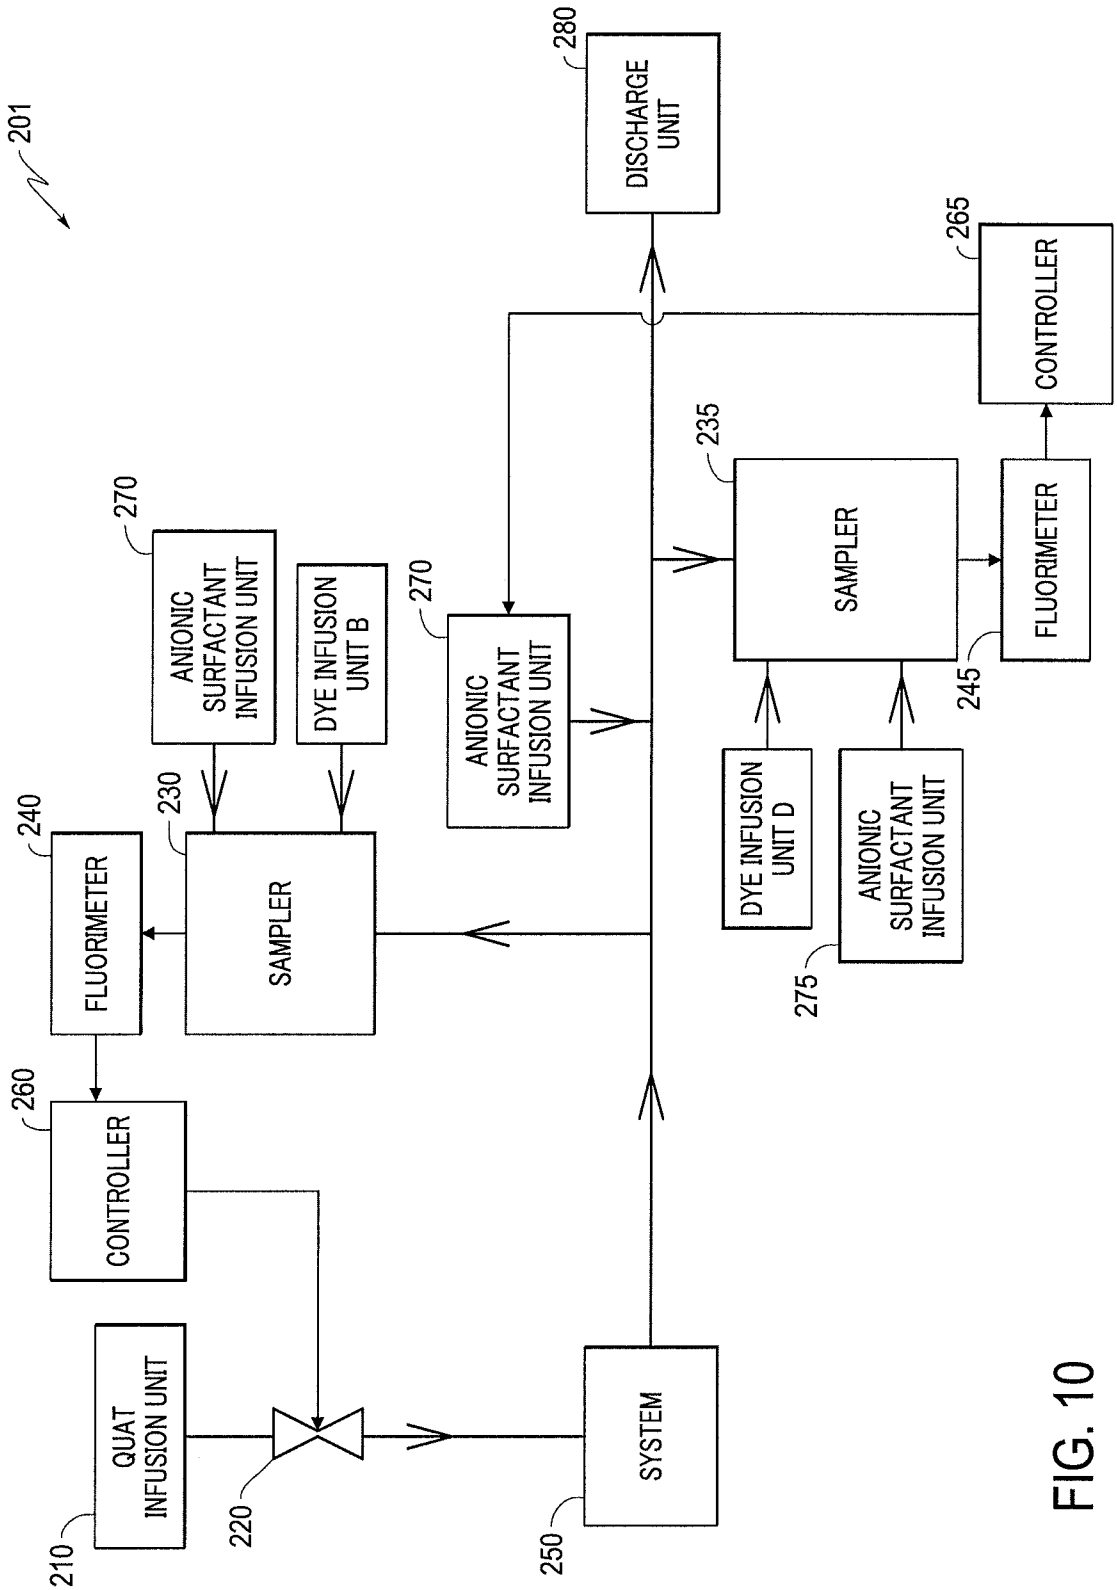 201
210
QUAT
INFUSION UNIT
220
260
CONTROLLER
240
FLUORIMETER
230
SAMPLER
270
ANIONIC
SURFACTANT
INFUSION UNIT
DYE INFUSION
UNIT B
270
ANIONIC
SURFACTANT
INFUSION UNIT
280
DISCHARGE
UNIT
250
SYSTEM
235
SAMPLER
DYE INFUSION
UNIT D
275
ANIONIC
SURFACTANT
INFUSION UNIT
245
FLUORIMETER
265
CONTROLLER
FIG. 10